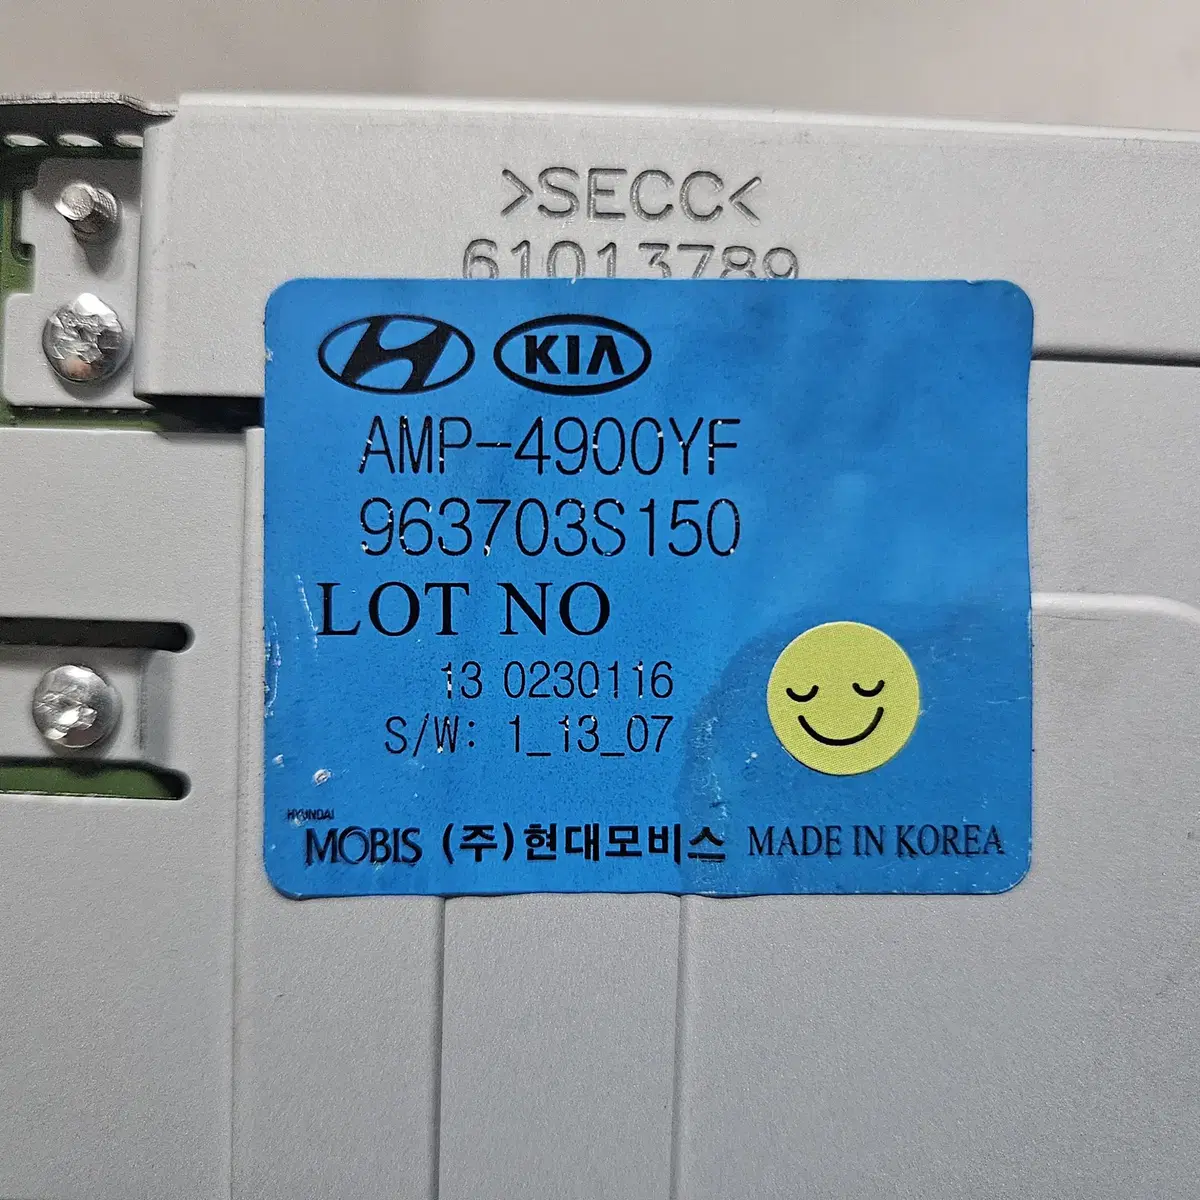 >SECC<
61013789
KIA
AMP-4900YF
963703S150
LOT NO
13 0230116
S/W: 1_13_07
HYUNDAI
MOBIS (주)현대모비스 MADE IN KOREA